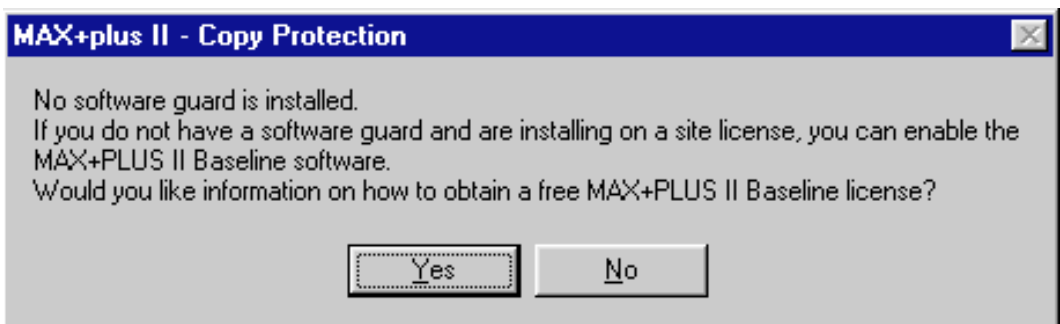 MAX+plus II - Copy Protection
No software guard is installed.
If you do not have a software guard and are installing on a site license, you can enable the
MAX+PLUS II Baseline software.
Would you like information on how to obtain a free MAX+PLUS II Baseline license?
Yes No